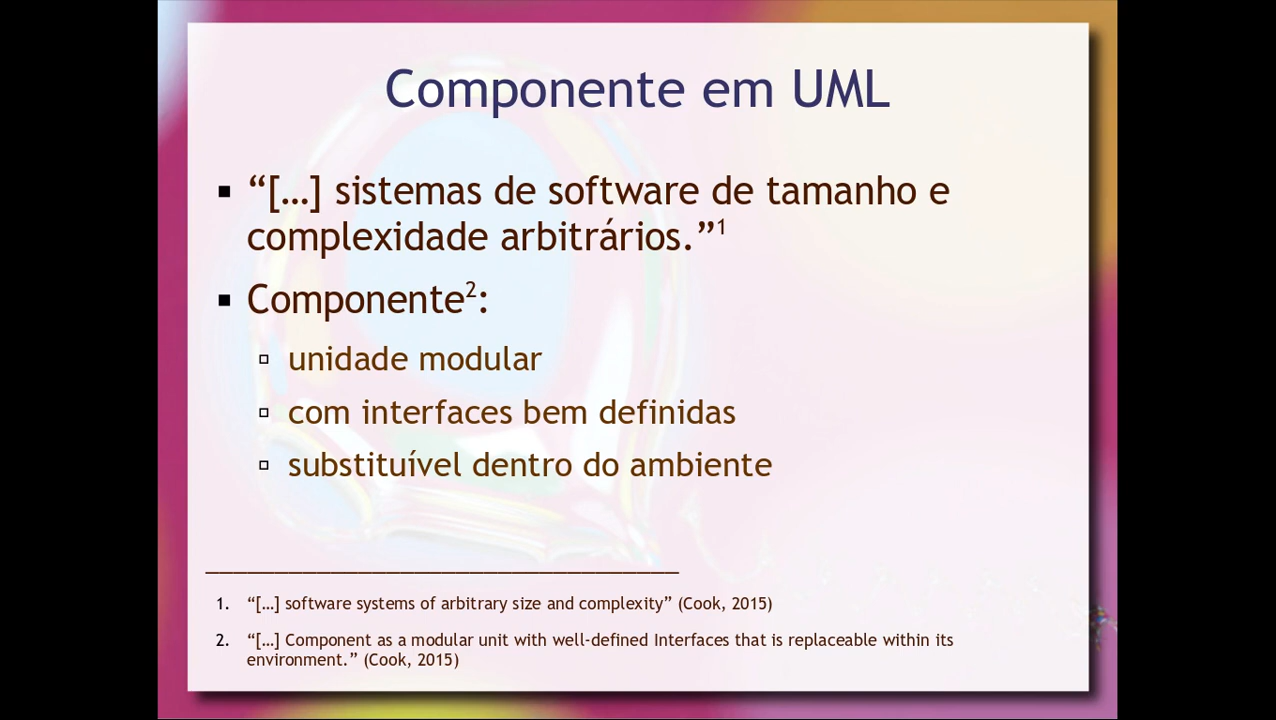 Componente em UML
“[…] sistemas de software de tamanho e
complexidade arbitrários.”1
Componente2:
unidade modular
com interfaces bem definidas
substituível dentro do ambiente
1. “[…] software systems of arbitrary size and complexity” (Cook, 2015)
2. “[…] Component as a modular unit with well-defined Interfaces that is replaceable within its
environment.” (Cook, 2015)